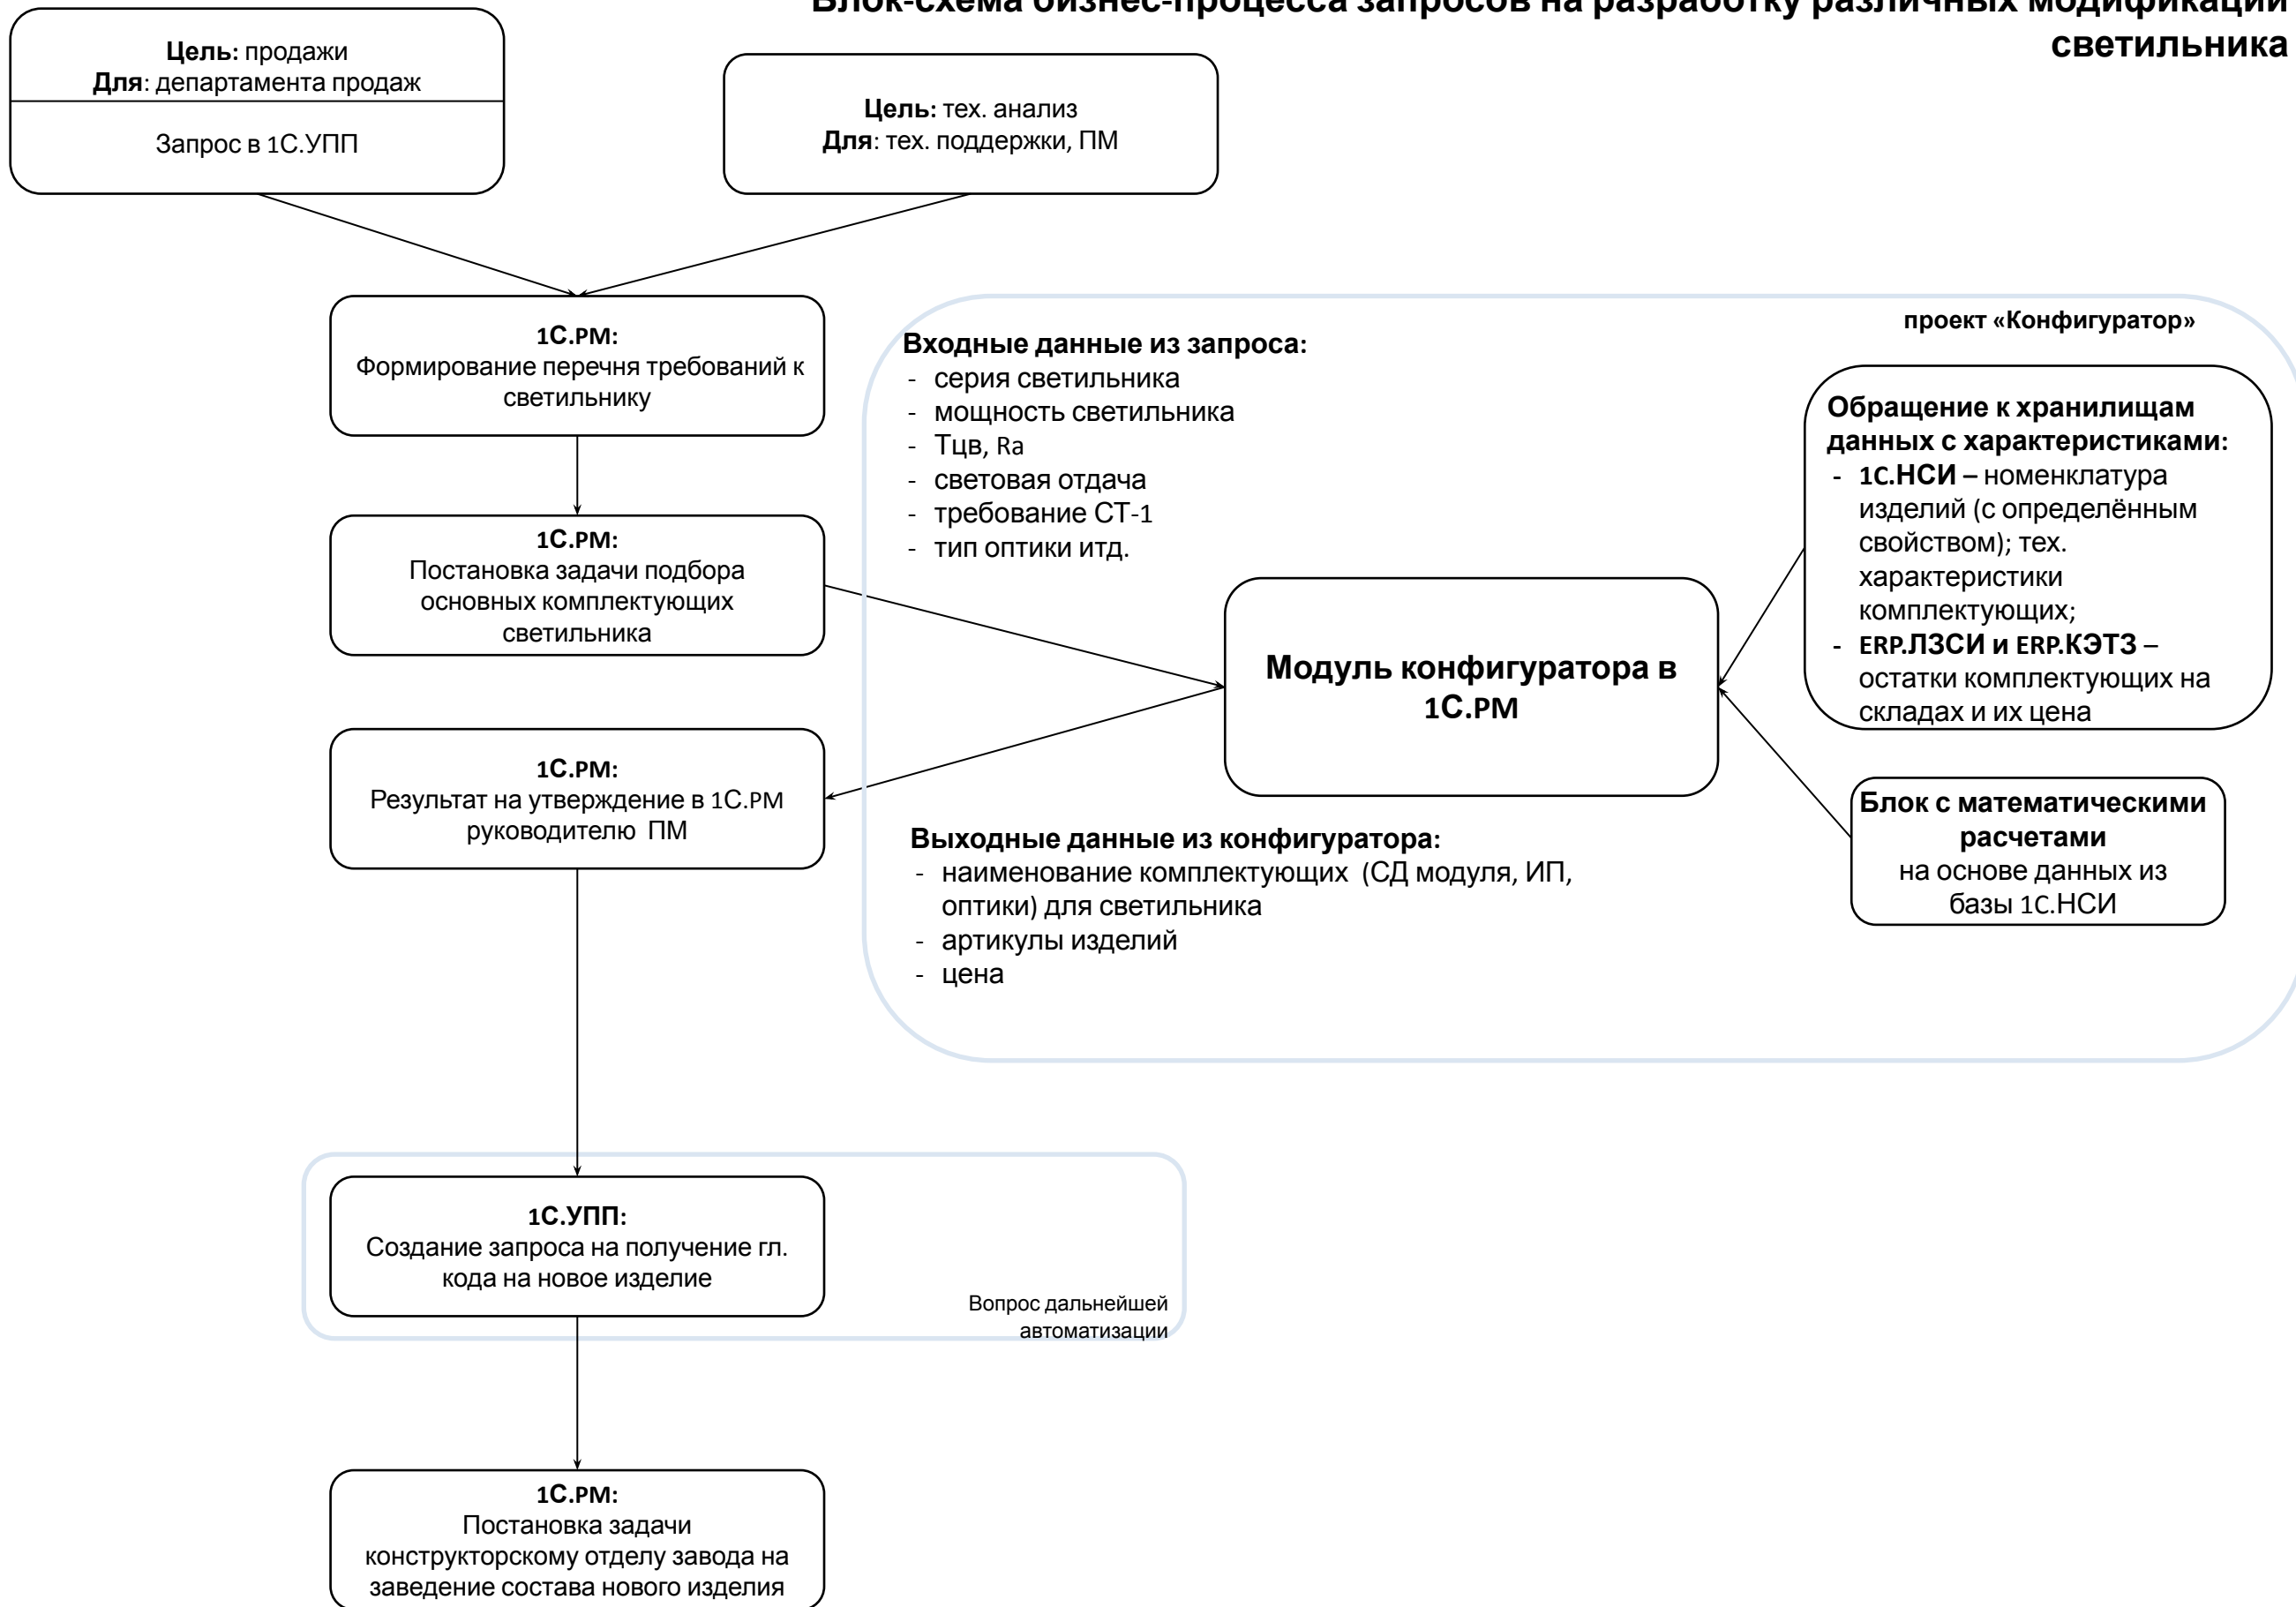 Блок-схема бизнес-процесса запросов на разработку различных модификаций
светильника
Цель: продажи
Для: департамента продаж
Запрос в 1С.УПП
Цель: тех. анализ
Для: тех. поддержки, ПМ
1С.PM:
Формирование перечня требований к
светильнику
1С.PM:
Постановка задачи подбора
основных комплектующих
светильника
1С.PM:
Результат на утверждение в 1С.PM
руководителю ПМ
проект «Конфигуратор»
Входные данные из запроса:
- серия светильника
- мощность светильника
- Тцв, Ra
- световая отдача
- требование СТ-1
- тип оптики итд.
Модуль конфигуратора в
1С.PM
Обращение к хранилищам
данных с характеристиками:
- 1С.НСИ – номенклатура
изделий (с определённым
свойством); тех.
характеристики
комплектующих;
- ERP.ЛЗСИ и ERP.КЭТЗ –
остатки комплектующих на
складах и их цена
Блок с математическими
расчетами
на основе данных из
базы 1С.НСИ
Выходные данные из конфигуратора:
- наименование комплектующих (СД модуля, ИП,
оптики) для светильника
- артикулы изделий
- цена
1С.УПП:
Создание запроса на получение гл.
кода на новое изделие
Вопрос дальнейшей
автоматизации
1С.PM:
Постановка задачи
конструкторскому отделу завода на
заведение состава нового изделия